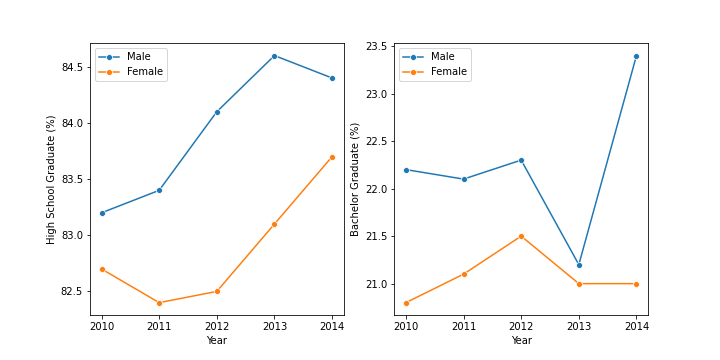 High School Graduate (%)
84.5
84.0
83.5
83.0
82.5
Male
Female
2010 2011 2012 2013 2014
Year
Bachelor Graduate (%)
23.5
23.0
22.5
22.0
21.5
21.0
Male
Female
2010 2011 2012 2013 2014
Year